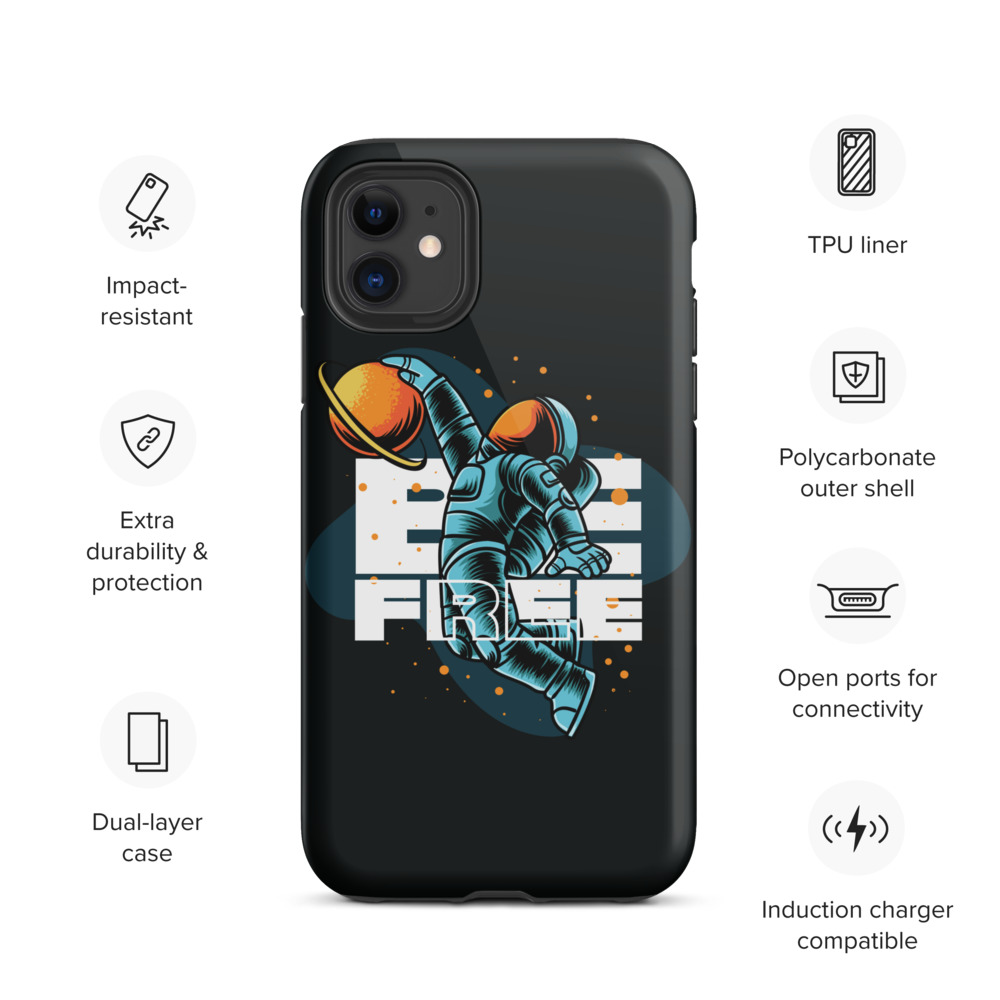 Impact-
resistant
Extra
durability &
protection
Dual-layer
case
BE
FREE
TPU liner
Polycarbonate
outer shell
Open ports for
connectivity
Induction charger
compatible